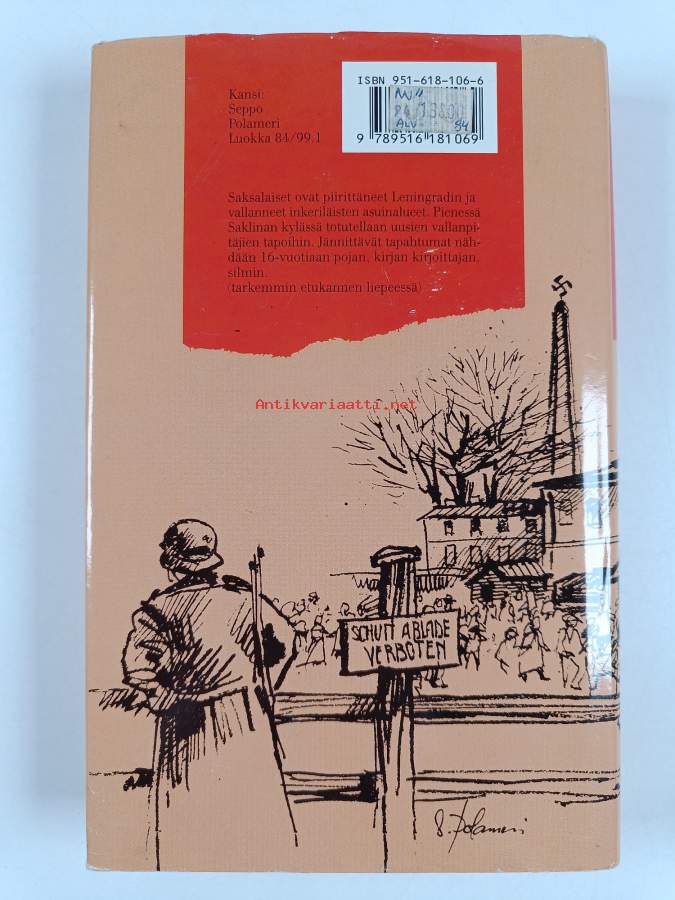 ISBN 951-618-106-6
9 789516 181069
Kansi:
Seppo
Polameri
Luokka 84/99.1
Saksalaiset ovat piirittäneet Leningradin ja
vallanneet inkeriläisten asuinalueet. Pienessä
Saklinan kylässä totutellaan uusien vallanpi-
täjien tapoihin. Jännittävät tapahtumat näh-
dään 16-vuotiaan pojan, kirjan kirjoittajan,
silmin.
(tarkemmin etukannen liepeessä)
Antikvariaatti.net
SCHUTT ABLADE
VERBOTEN
S. Polameri